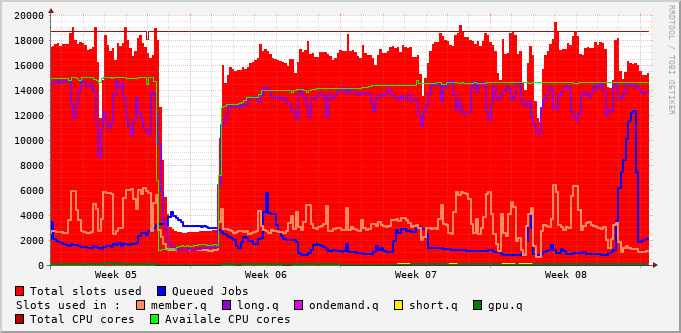 20000
18000
16000
14000
12000
10000
8000
6000
4000
2000
0
Week 05 Week 06 Week 07 Week 08
RRDTOOL / TOBI OETIKER
Total slots used Queued Jobs
Slots used in : member.q long.q ondemand.q short.q gpu.q
Total CPU cores Availale CPU cores